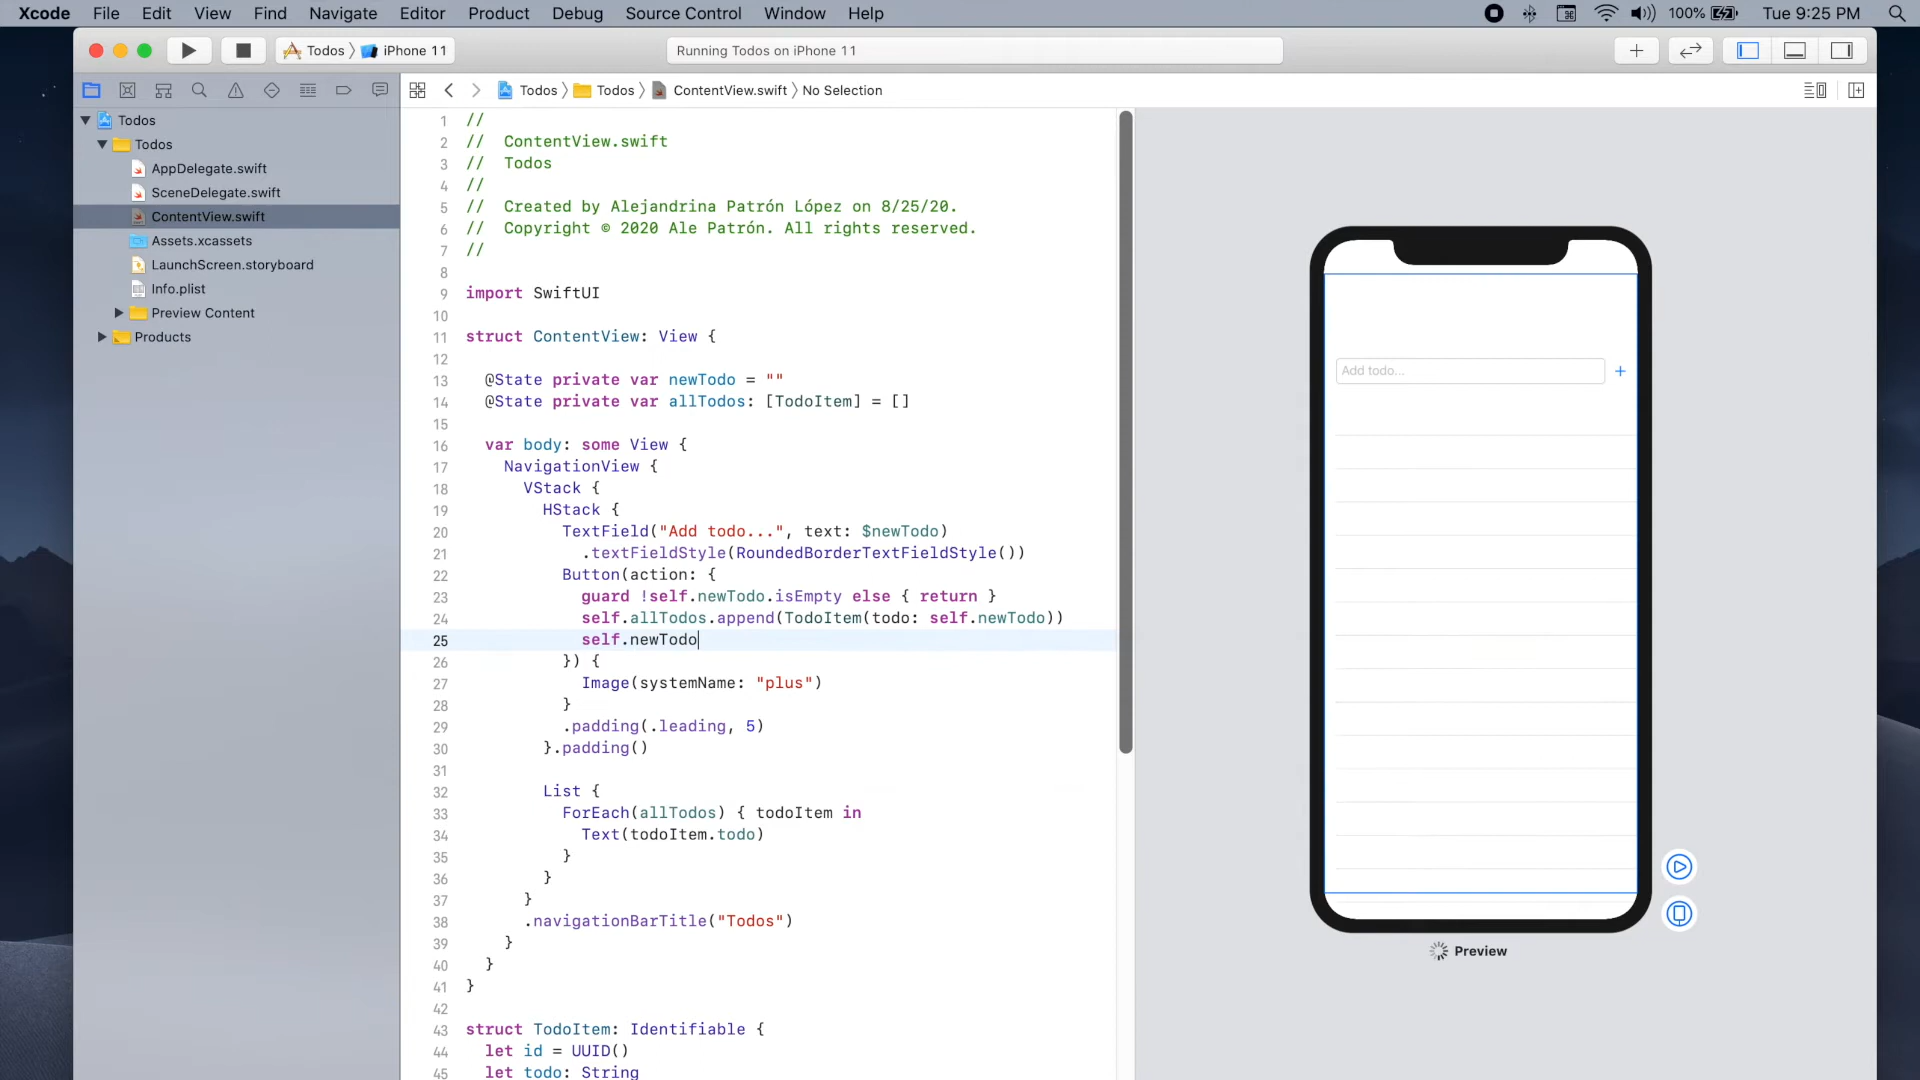 Xcode File Edit View Find Navigate Editor Product Debug Source Control Window Help 100% Tue 9:25 PM
Todos iPhone 11 Running Todos on iPhone 11
Todos Todos ContentView.swift No Selection
Todos
Todos
AppDelegate.swift
SceneDelegate.swift
ContentView.swift
Assets.xcassets
LaunchScreen.storyboard
Info.plist
Preview Content
Products
1 //
2 // ContentView.swift
3 // Todos
4 //
5 // Created by Alejandrina Patrón López on 8/25/20.
6 // Copyright © 2020 Ale Patrón. All rights reserved.
7 //
8
9 import SwiftUI
10
11 struct ContentView: View {
12
13 @State private var newTodo = ""
14 @State private var allTodos: [TodoItem] = []
15
16 var body: some View {
17 NavigationView {
18 VStack {
19 HStack {
20 TextField("Add todo...", text: $newTodo)
21 .textFieldStyle(RoundedBorderTextFieldStyle())
22 Button(action: {
23 guard !self.newTodo.isEmpty else { return }
24 self.allTodos.append(TodoItem(todo: self.newTodo))
25 self.newTodo
26 }) {
27 Image(systemName: "plus")
28 }
29 .padding(.leading, 5)
30 }.padding()
31
32 List {
33 ForEach(allTodos) { todoItem in
34 Text(todoItem.todo)
35 }
36 }
37 }
38 .navigationBarTitle("Todos")
39 }
40 }
41 }
42
43 struct TodoItem: Identifiable {
44 let id = UUID()
45 let todo: String
Add todo... +
Preview